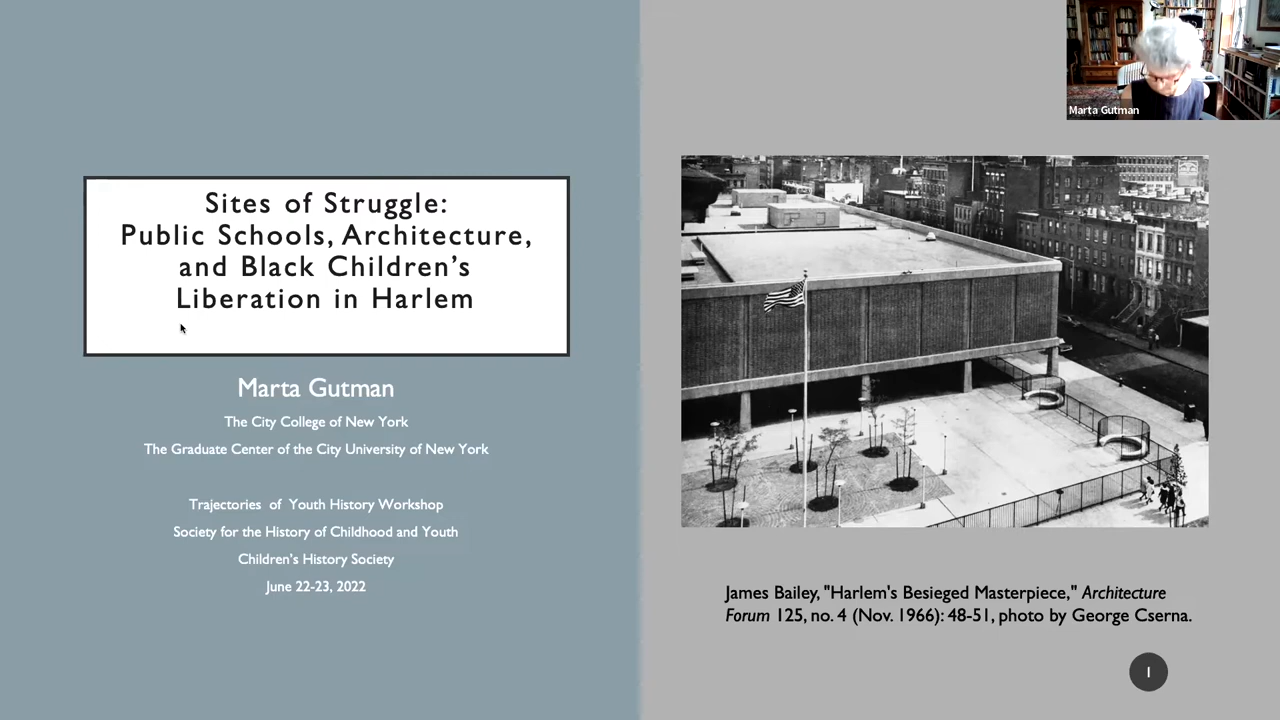 Marta Gutman
Sites of Struggle:
Public Schools, Architecture,
and Black Children's
Liberation in Harlem
Marta Gutman
The City College of New York
The Graduate Center of the City University of New York
Trajectories of Youth History Workshop
Society for the History of Childhood and Youth
Children's History Society
June 22-23, 2022
James Bailey, "Harlem's Besieged Masterpiece," Architecture
Forum 125, no. 4 (Nov. 1966): 48-51, photo by George Cserna.
1